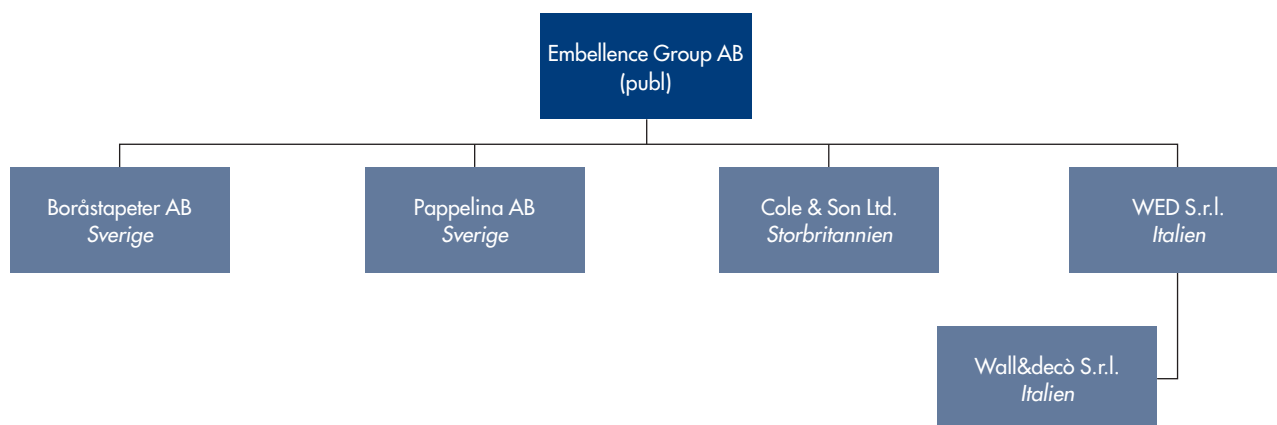 Embellence Group AB
(publ)
Boråstapeter AB
Sverige
Pappelina AB
Sverige
Cole & Son Ltd.
Storbritannien
WED S.r.l.
Italien
Wall&decò S.r.l.
Italien